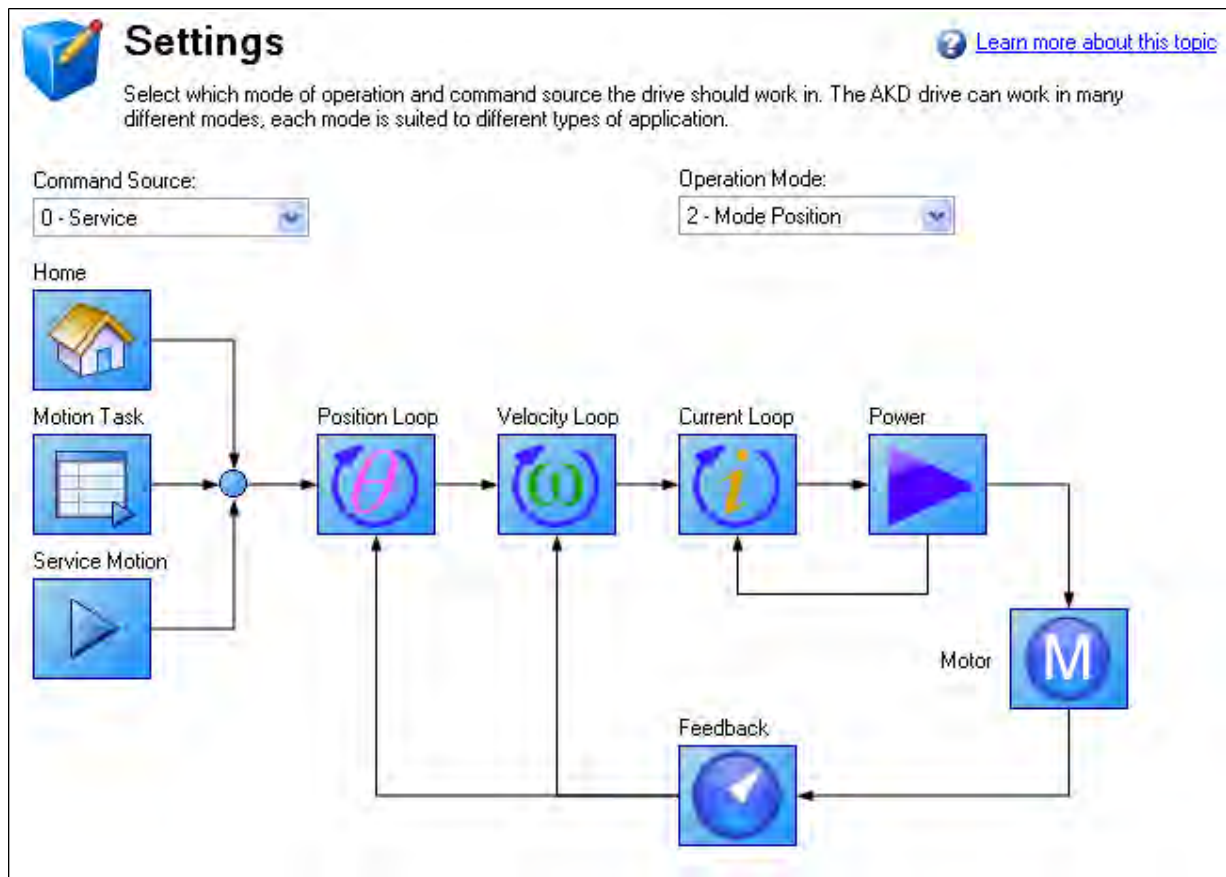 Settings
Learn more about this topic
Select which mode of operation and command source the drive should work in. The AKD drive can work in many
different modes, each mode is suited to different types of application.
Command Source:
Operation Mode:
0 - Service
2 - Mode Position
Home
Motion Task
Position Loop
Velocity Loop
Current Loop
Power
θ
ω
i
Service Motion
Motor
M
Feedback